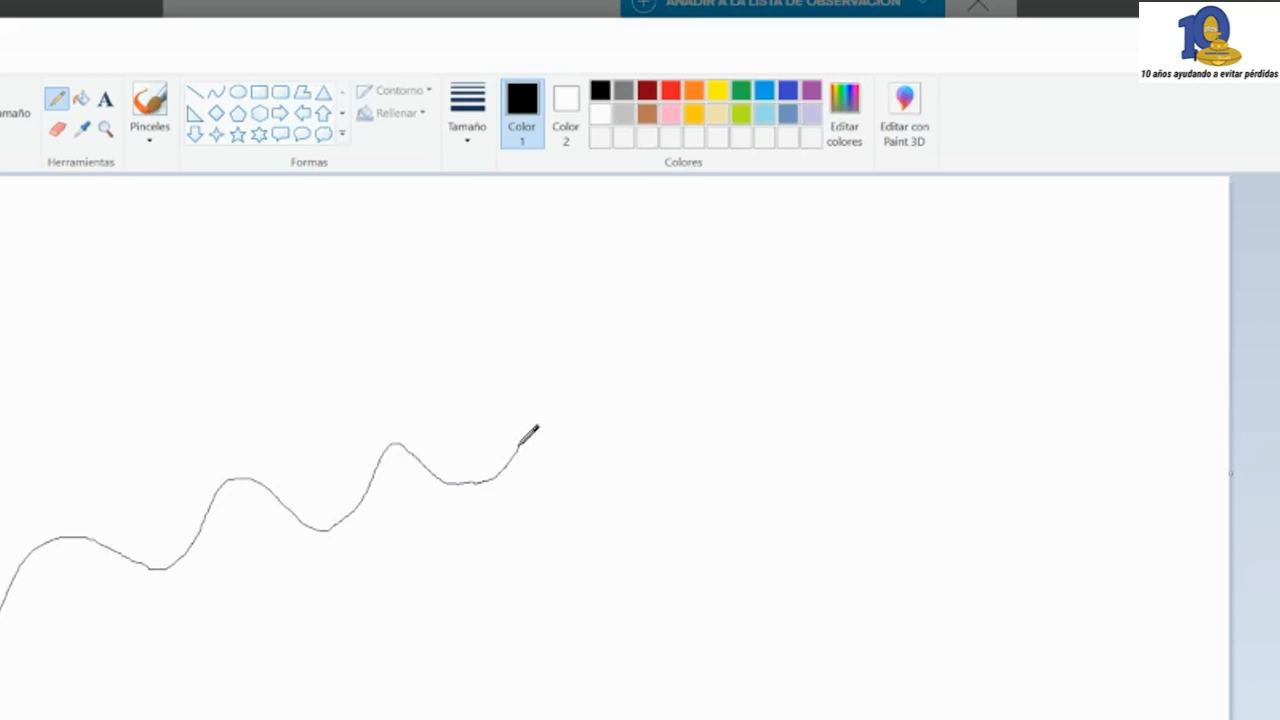 AÑADIR A LA LISTA DE OBSERVACIÓN
10
10 años ayudando a evitar pérdidas
Contorno
Rellenar
Pinceles
Tamaño
Color
1
Color
2
Editar
colores
Editar con
Paint 3D
Herramientas
Formas
Colores